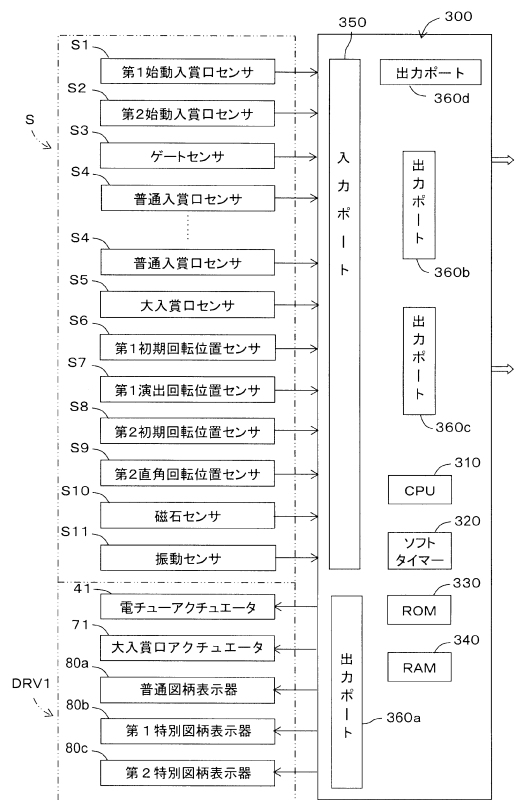 S
S1
第1始動入賞口センサ
S2
第2始動入賞口センサ
S3
ゲートセンサ
S4
普通入賞口センサ
S4
普通入賞口センサ
S5
大入賞口センサ
S6
第1初期回転位置センサ
S7
第1演出回転位置センサ
S8
第2初期回転位置センサ
S9
第2直角回転位置センサ
S10
磁石センサ
S11
振動センサ
DRV1
41
電チューアクチュエータ
71
大入賞口アクチュエータ
80a
普通図柄表示器
80b
第1特別図柄表示器
80c
第2特別図柄表示器
300
350
入力ポート
出力ポート
360d
出力ポート
360b
出力ポート
360c
310
CPU
320
ソフト
タイマー
330
ROM
340
RAM
出力ポート
360a